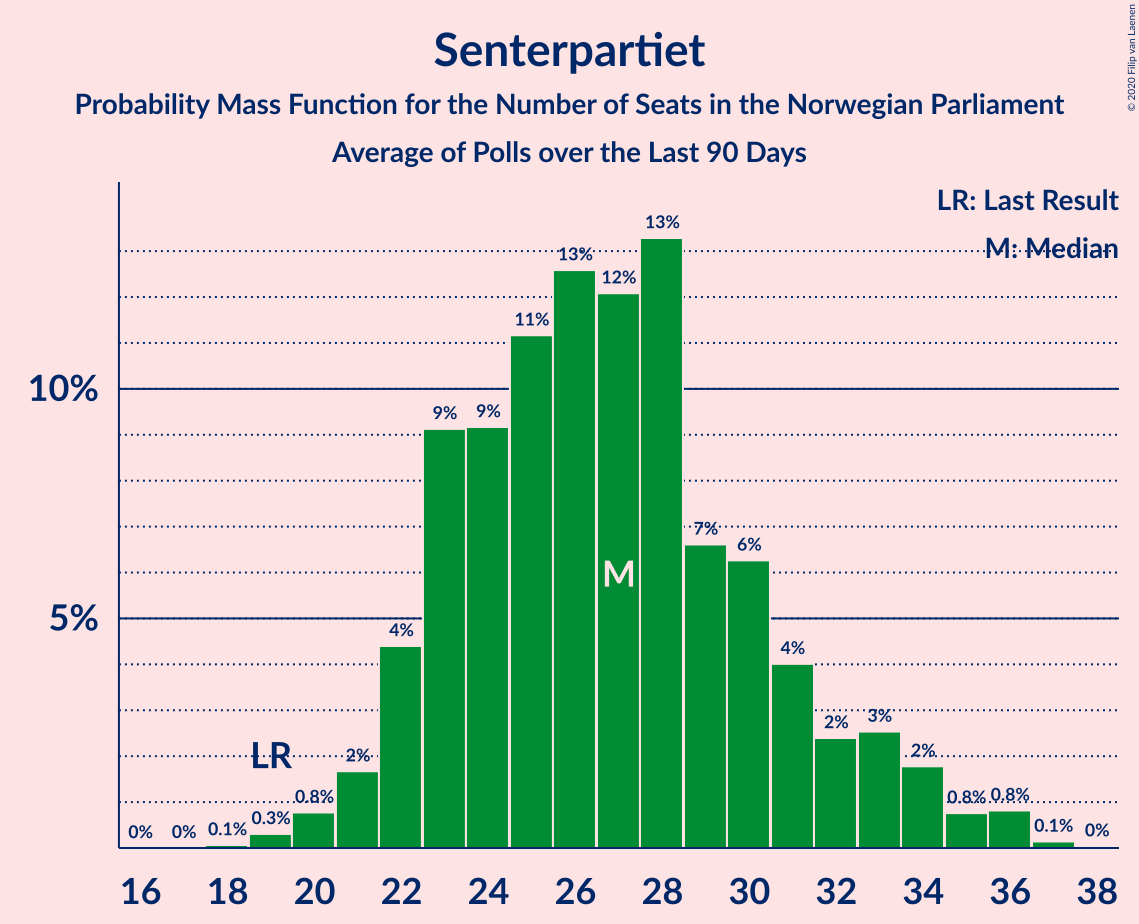 Senterpartiet
Probability Mass Function for the Number of Seats in the Norwegian Parliament
Average of Polls over the Last 90 Days
© 2020 Filip van Laenen
LR: Last Result
M: Median
10%
5%
0%
0%
0.1%
0.3%
0.8%
2%
4%
9%
9%
11%
13%
12%
13%
7%
6%
4%
2%
3%
2%
0.8%
0.8%
0.1%
0%
LR
M
16 18 20 22 24 26 28 30 32 34 36 38